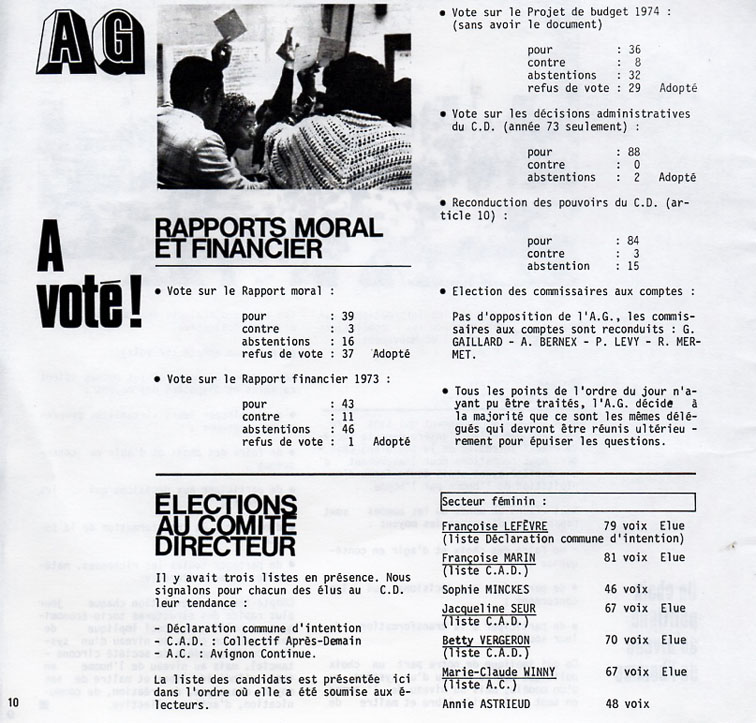 AG
A
voté!
RAPPORTS MORAL
ET FINANCIER
• Vote sur le Rapport moral :
pour : 39
contre : 3
abstentions : 16
refus de vote : 37 Adopté
• Vote sur le Rapport financier 1973 :
pour : 43
contre : 11
abstentions : 46
refus de vote : 1 Adopté
• Vote sur le Projet de budget 1974 :
(sans avoir le document)
pour : 36
contre : 8
abstentions : 32
refus de vote : 29 Adopté
• Vote sur les décisions administratives
du C.D. (année 73 seulement) :
pour : 88
contre : 0
abstentions : 2 Adopté
• Reconduction des pouvoirs du C.D. (ar-
ticle 10) :
pour : 84
contre : 3
abstention : 15
• Election des commissaires aux comptes :
Pas d'opposition de l'A.G., les commis-
saires aux comptes sont reconduits : G.
GAILLARD - A. BERNEX - P. LEVY - R. MER-
MET.
• Tous les points de l'ordre du jour n'a-
yant pu être traités, l'A.G. décide à
la majorité que ce sont les mêmes délé-
gués qui devront être réunis ultérieu -
rement pour épuiser les questions.
ELECTIONS
AU COMITÉ
DIRECTEUR
Il y avait trois listes en présence. Nous
signalons pour chacun des élus au C.D.
leur tendance :
- Déclaration commune d'intention
- C.A.D. : Collectif Après-Demain
- A.C. : Avignon Continue.
La liste des candidats est présentée ici
dans l'ordre où elle a été soumise aux é-
lecteurs.
Secteur féminin :
Françoise LEFÈVRE 79 voix Elue
(liste Déclaration commune d'intention)
Françoise MARIN 81 voix Elue
(liste C.A.D.)
Sophie MINCKES 46 voix
Jacqueline SEUR 67 voix Elue
(liste C.A.D.)
Betty VERGERON 70 voix Elue
(liste C.A.D.)
Marie-Claude WINNY 67 voix Elue
(liste A.C.)
Annie ASTRIEUD 48 voix
10